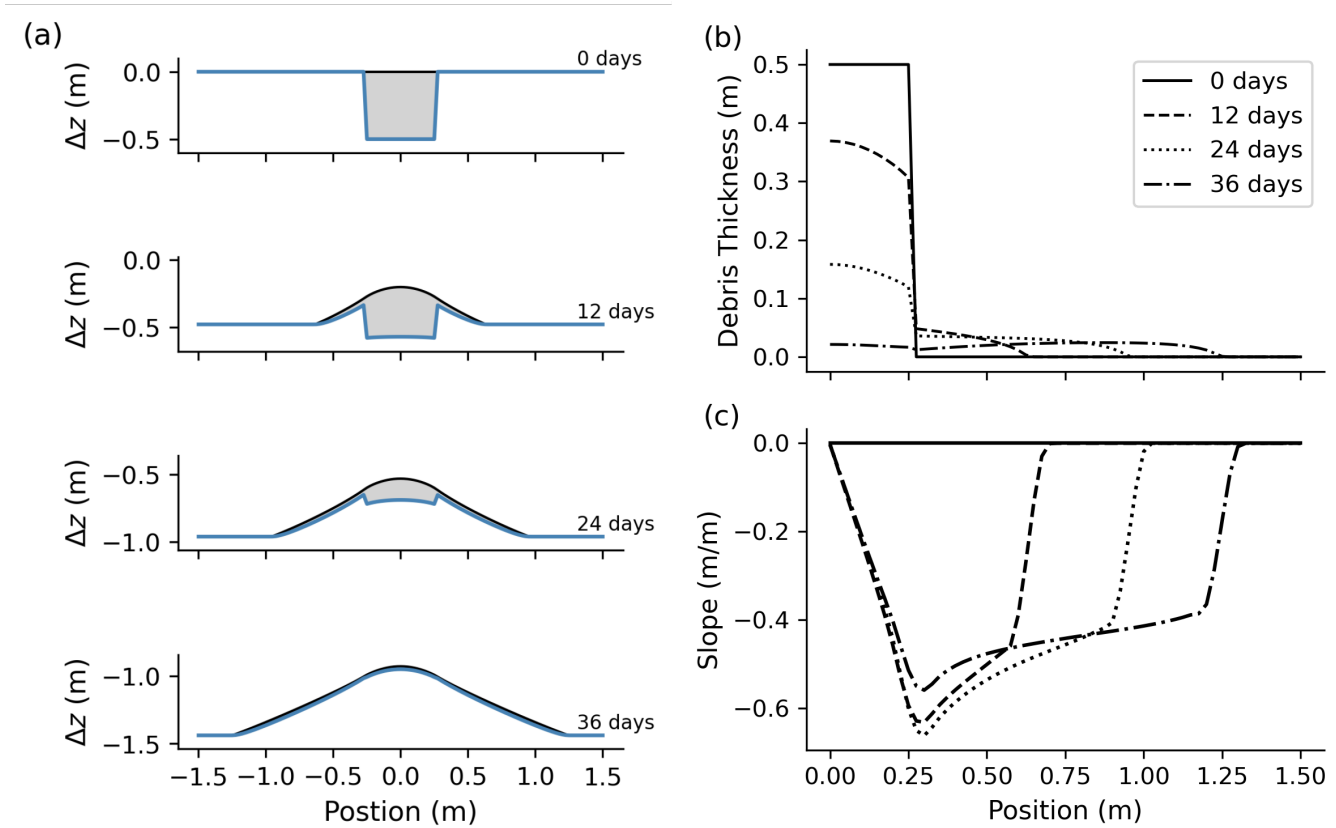 (a)
0 days
0.0
−0.5
Δz (m)
0.0
−0.5
Δz (m)
12 days
−0.5
−1.0
Δz (m)
24 days
−1.0
−1.5
Δz (m)
36 days
−1.5 −1.0 −0.5 0.0 0.5 1.0 1.5
Postion (m)
(b)
0.5
0.4
0.3
0.2
0.1
0.0
Debris Thickness (m)
0 days
12 days
24 days
36 days
(c)
0.0
−0.2
−0.4
−0.6
Slope (m/m)
0.00 0.25 0.50 0.75 1.00 1.25 1.50
Position (m)